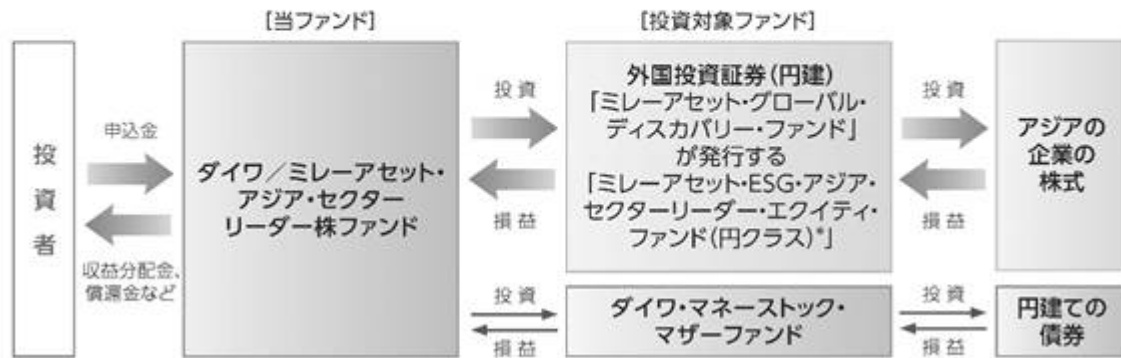 [当ファンド]
[投資対象ファンド]
投資者
申込金
収益分配金、
償還金など
ダイワ／ミレーアセット・
アジア・セクター
リーダー株ファンド
投資
損益
外国投資証券(円建)
「ミレーアセット・グローバル・
ディスカバリー・ファンド」
が発行する
「ミレーアセット・ESG・アジア・
セクターリーダー・エクイティ・
ファンド(円クラス)*」
投資
損益
アジアの
企業の
株式
投資
損益
ダイワ・マネーストック・
マザーファンド
投資
損益
円建ての
債券